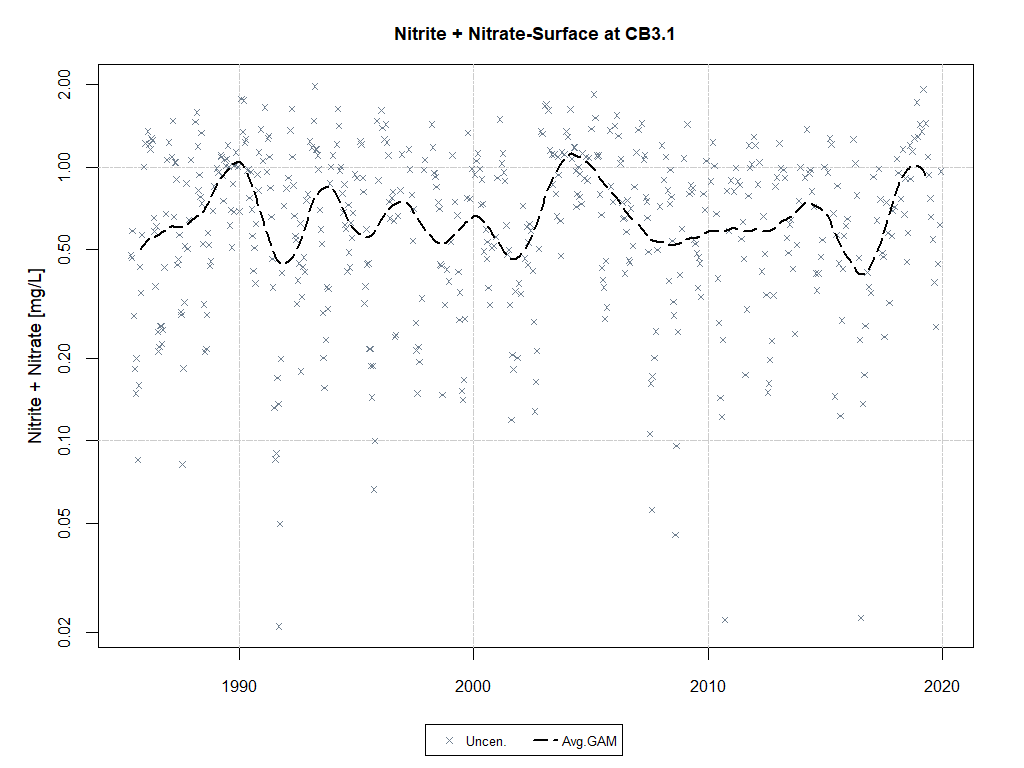 Nitrite + Nitrate-Surface at CB3.1
Nitrite + Nitrate [mg/L]
2.00
1.00
0.50
0.20
0.10
0.05
0.02
1990 2000 2010 2020
Uncen. Avg.GAM